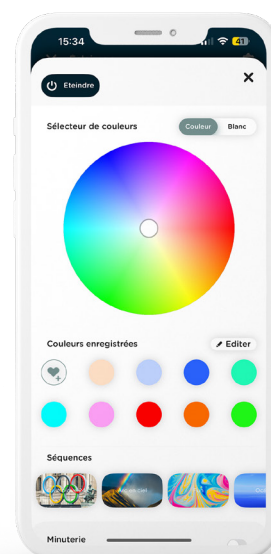 15:34
41
Eteindre
Sélecteur de couleurs
Couleur Blanc
Couleurs enregistrées
Editer
Séquences
Minuterie